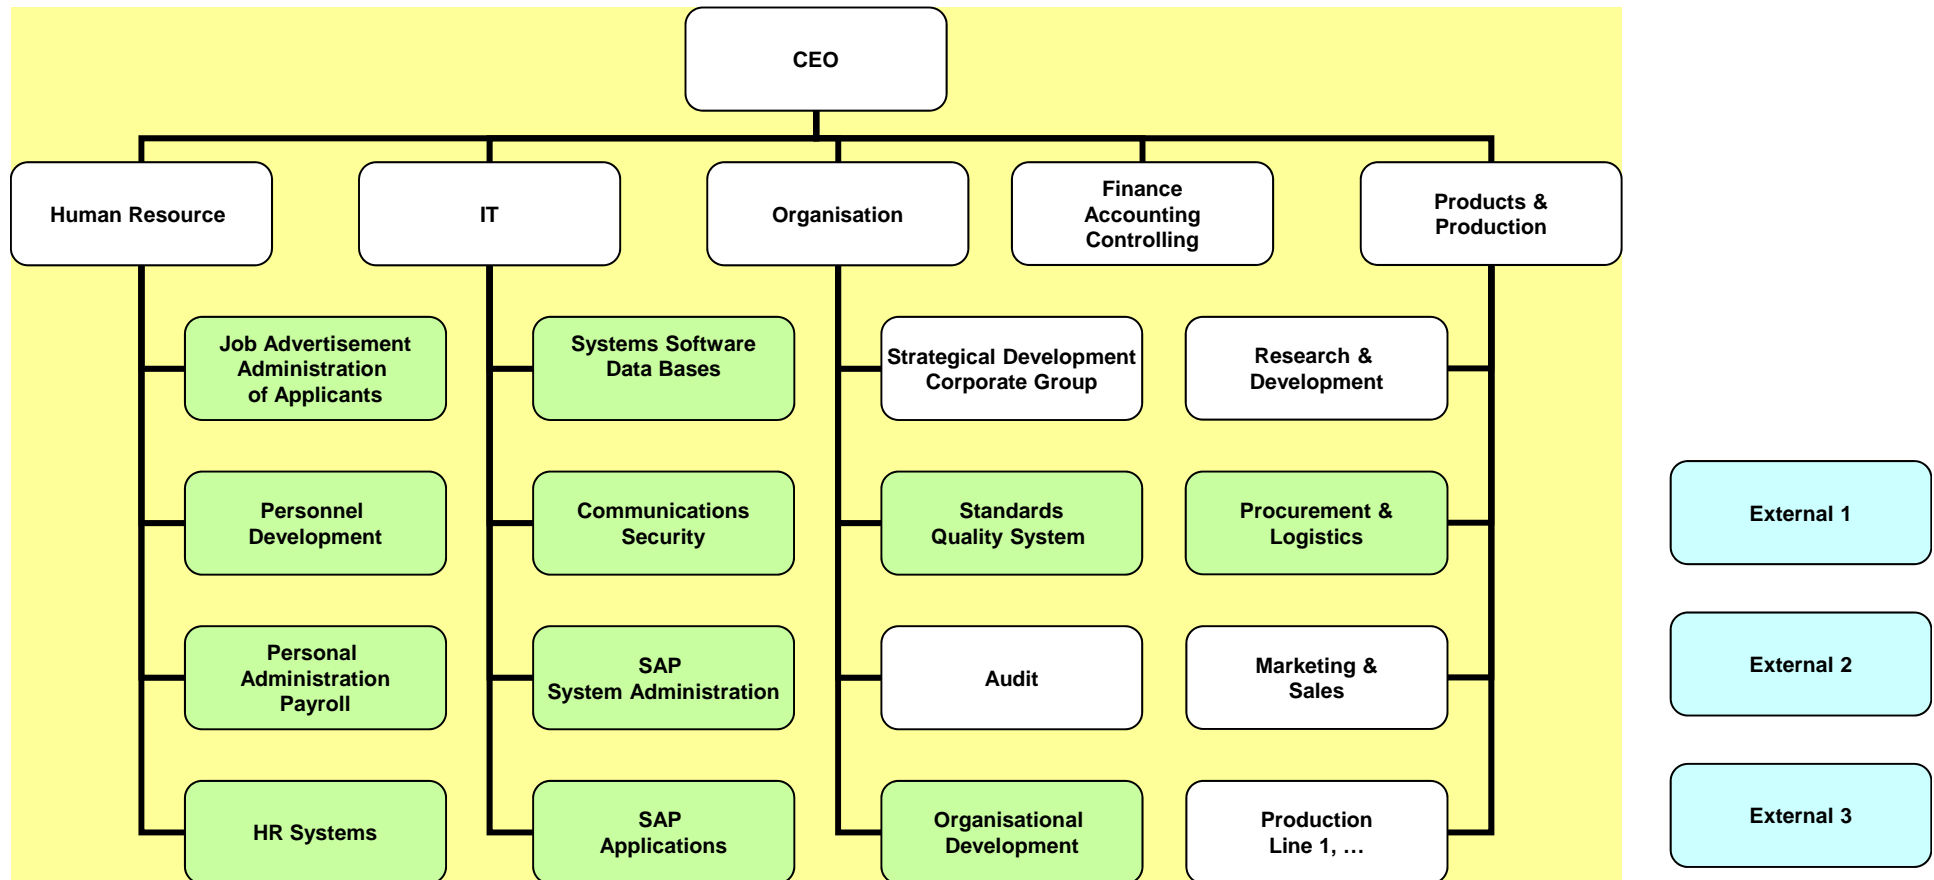 CEO
Human Resource
IT
Organisation
Finance
Accounting
Controlling
Products &
Production
Job Advertisement
Administration
of Applicants
Systems Software
Data Bases
Strategical Development
Corporate Group
Research &
Development
Personnel
Development
Communications
Security
Standards
Quality System
Procurement &
Logistics
External 1
Personal
Administration
Payroll
SAP
System Administration
Audit
Marketing &
Sales
External 2
HR Systems
SAP
Applications
Organisational
Development
Production
Line 1, …
External 3